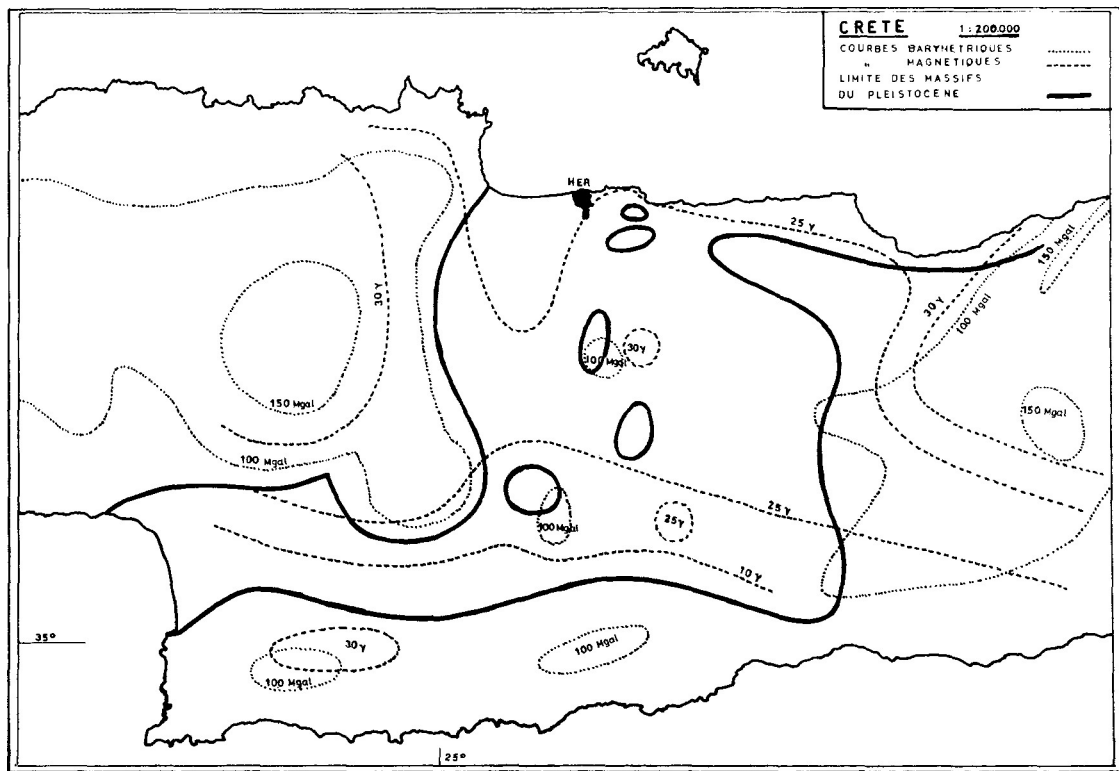 CRETE 1:200.000
COURBES BARYMETRIQUES
" MAGNETIQUES
LIMITE DES MASSIFS
DU PLEISTOCENE
HER
25 γ
150 Mgal
30 γ
100 Mgal
30 γ
100 Mgal
30 γ
150 Mgal
150 Mgal
100 Mgal
25 γ
100 Mgal
25 γ
10 γ
35°
30 γ
100 Mgal
100 Mgal
25°